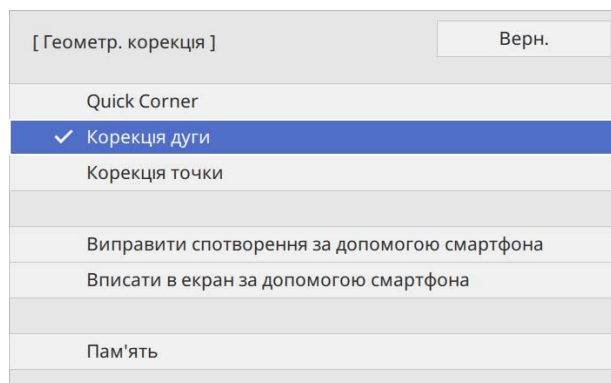 [ Геометр. корекція ]
Верн.
Quick Corner
Корекція дуги
Корекція точки
Виправити спотворення за допомогою смартфона
Вписати в екран за допомогою смартфона
Пам'ять